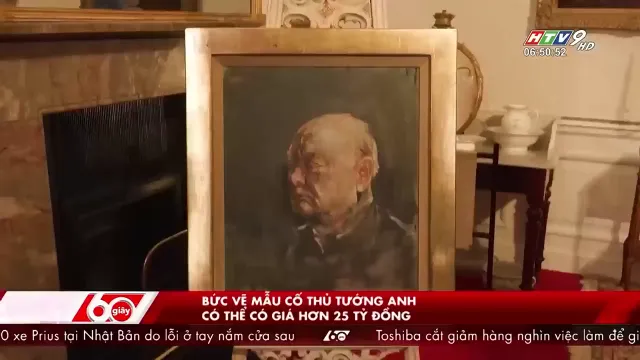 HTV9 HD
06:50:52
60 giây
BỨC VẼ MẪU CỐ THỦ TƯỚNG ANH
CÓ THỂ CÓ GIÁ HƠN 25 TỶ ĐỒNG
0 xe Prius tại Nhật Bản do lỗi ở tay nắm cửa sau
Toshiba cắt giảm hàng nghìn việc làm để gi